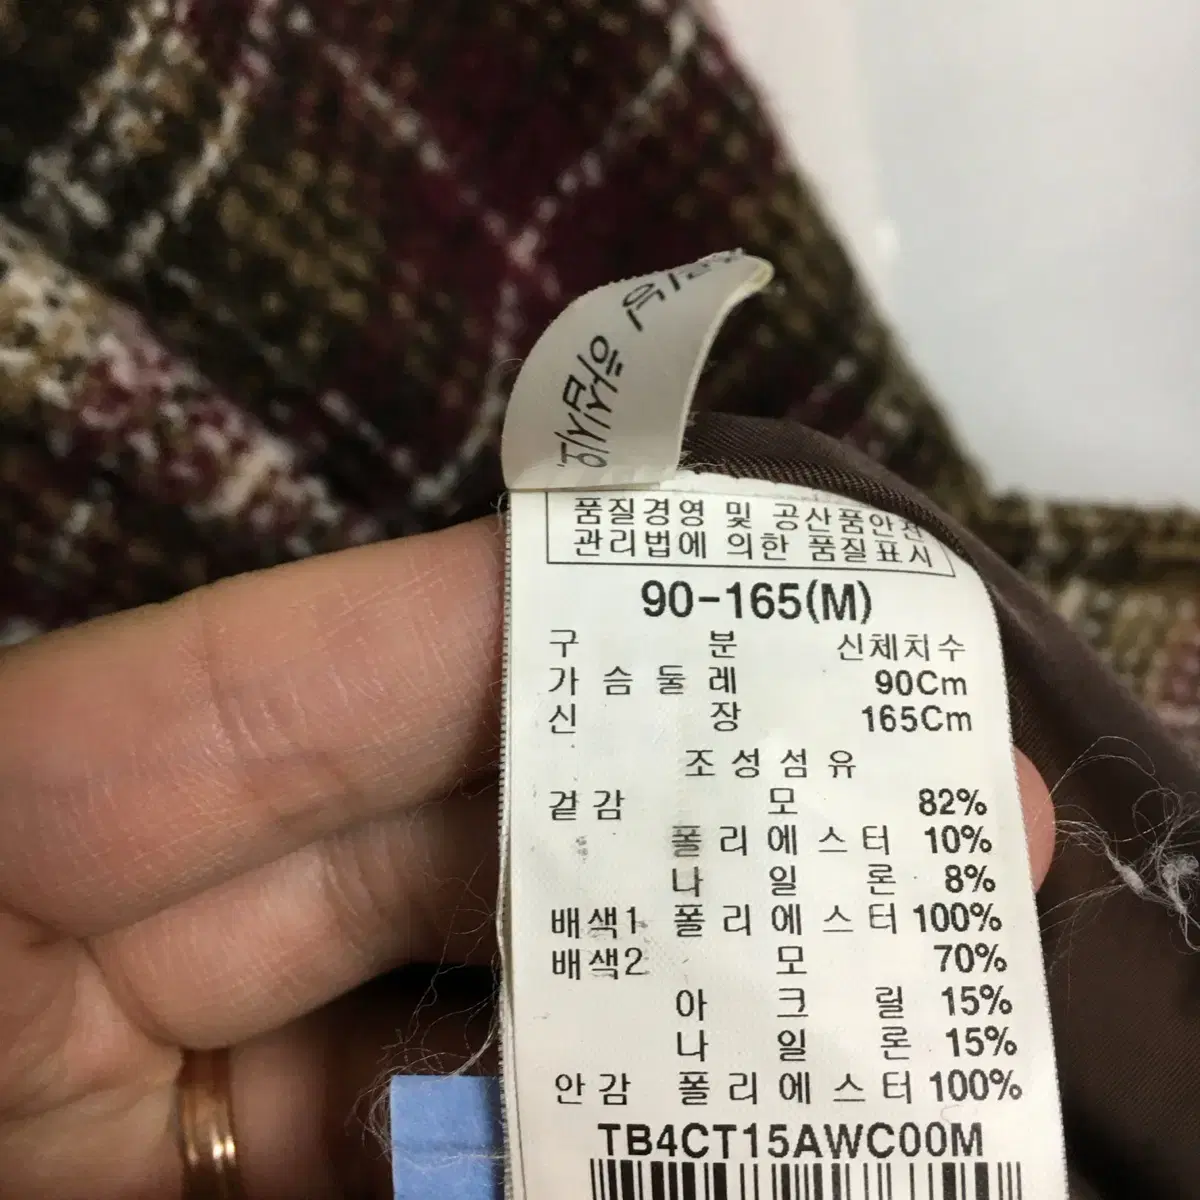 하십시오.
품질경영 및 공산품안전
관리법에 의한 품질표시
90-165(M)
구 분 신체치수
가슴둘레 90Cm
신 장 165Cm
조성섬유
겉감 모 82%
폴리에스터 10%
나일론 8%
배색1 폴리에스터 100%
배색2 모 70%
아크릴 15%
나일론 15%
안감 폴리에스터 100%
TB4CT15AWC00M